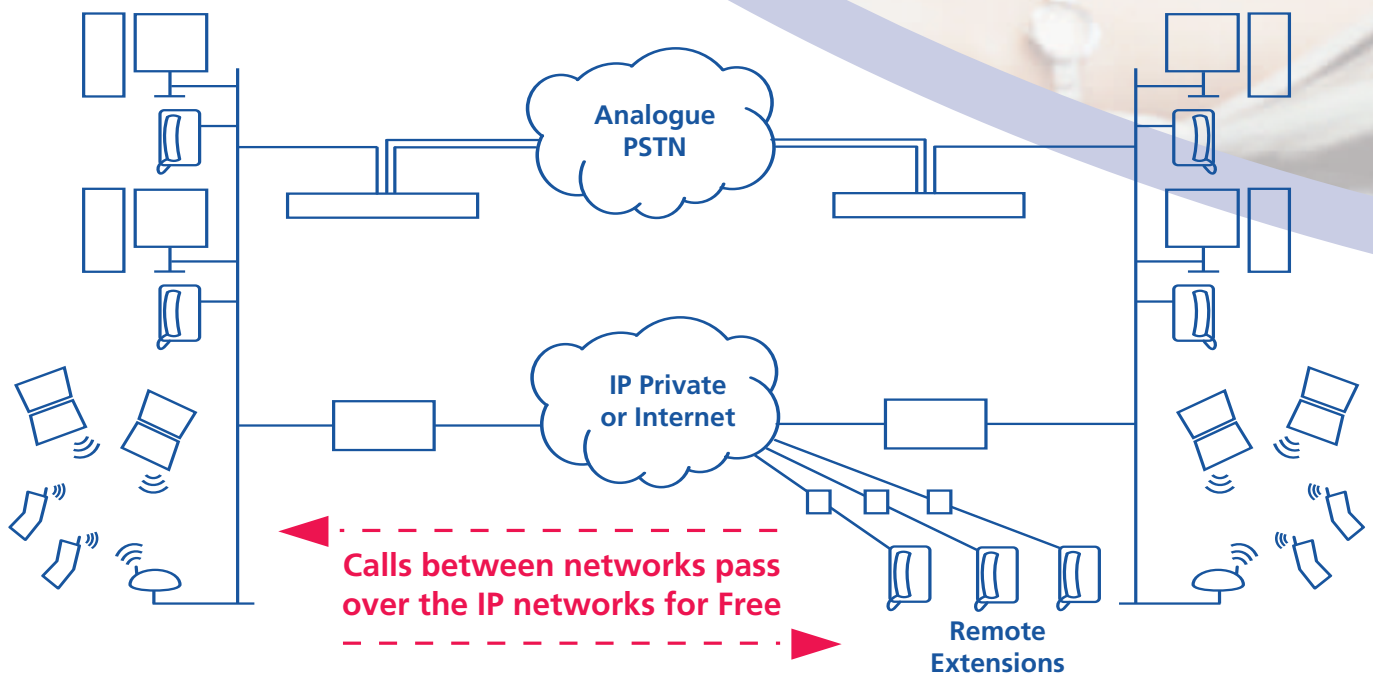 Analogue
PSTN
IP Private
or Internet
Calls between networks pass
over the IP networks for Free
Remote
Extensions